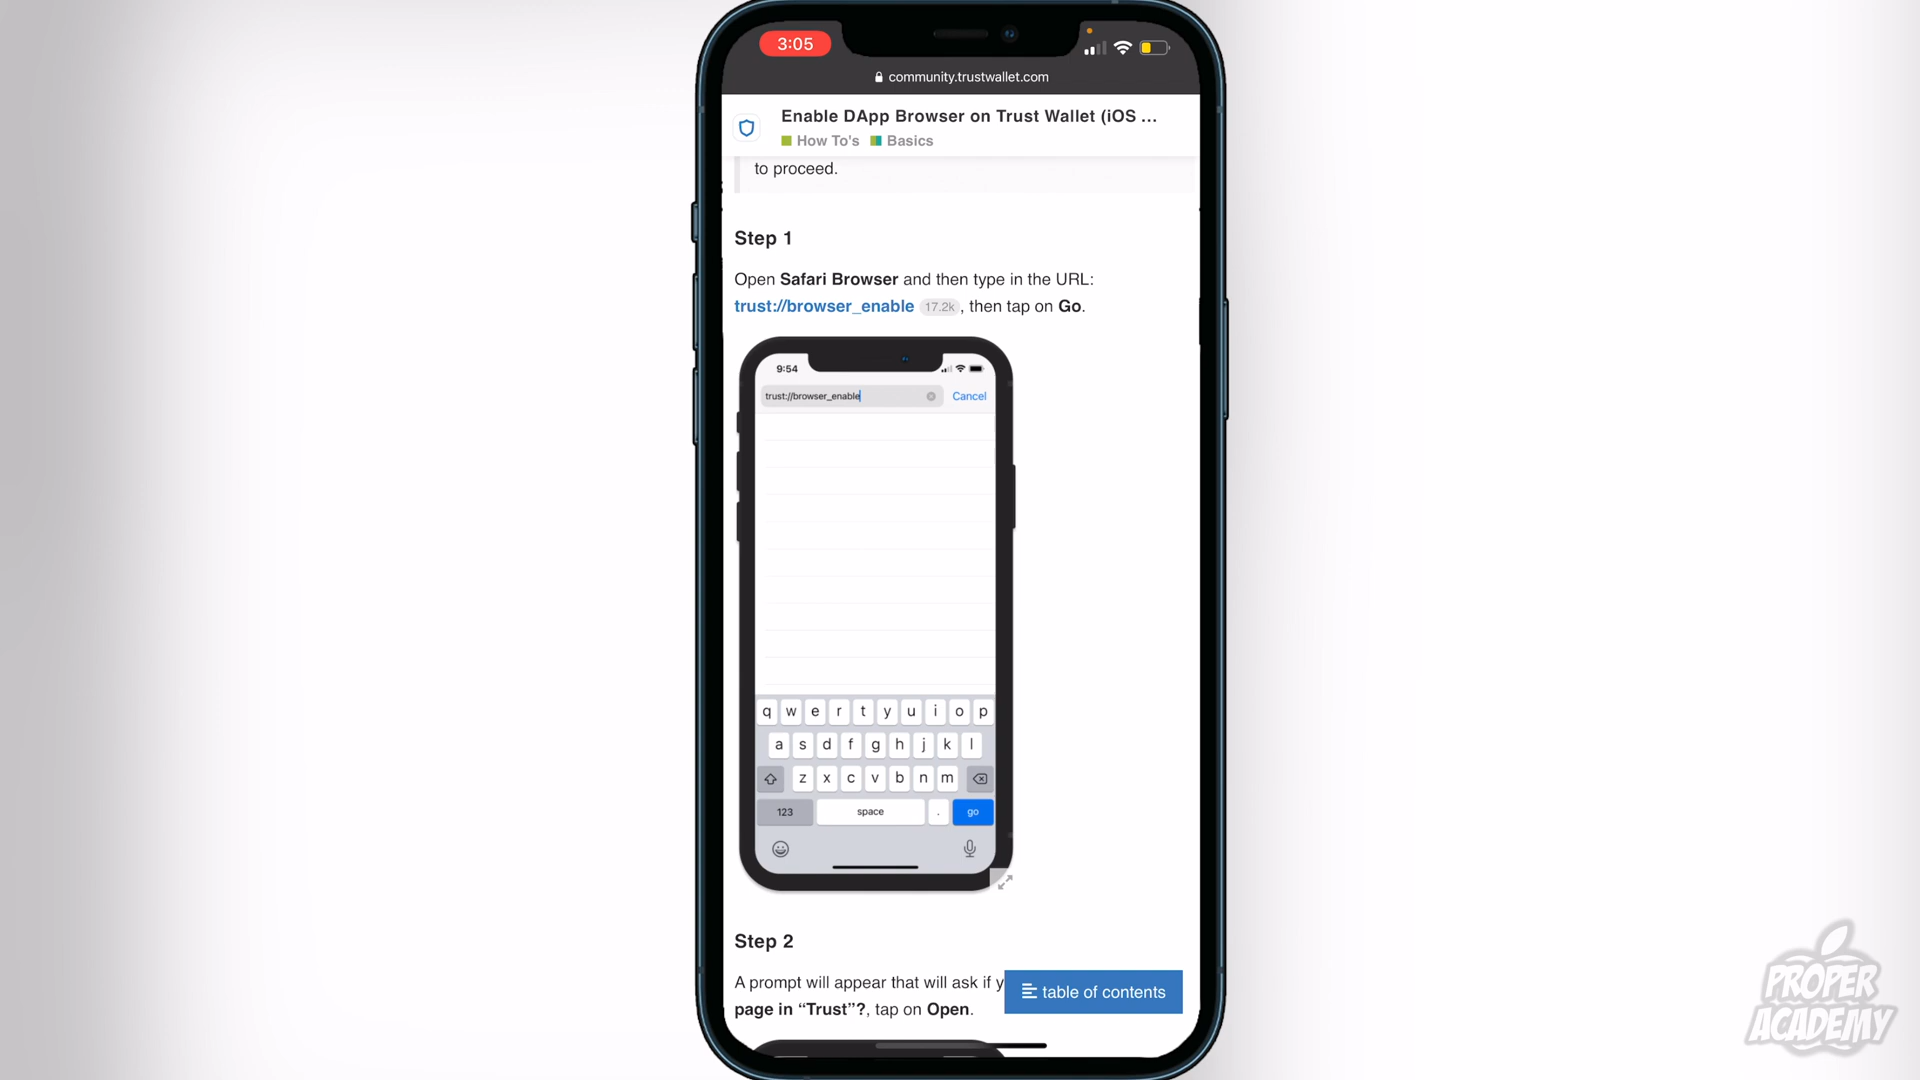 3:05
community.trustwallet.com
Enable DApp Browser on Trust Wallet (iOS ...
How To's Basics
to proceed.
Step 1
Open Safari Browser and then type in the URL:
trust://browser_enable 17.2k , then tap on Go.
9:54
trust://browser_enable Cancel
q w e r t y u i o p
a s d f g h j k l
z x c v b n m
123 space . go
Step 2
A prompt will appear that will ask if y
page in “Trust”?, tap on Open.
table of contents
PROPER
ACADEMY